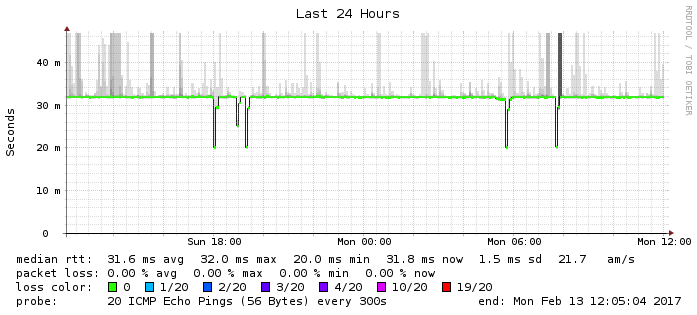 Last 24 Hours
RRDTOOL / TOBI OETIKER
Seconds
40 m
30 m
20 m
10 m
0
Sun 18:00 Mon 00:00 Mon 06:00 Mon 12:00
median rtt: 31.6 ms avg 32.0 ms max 20.0 ms min 31.8 ms now 1.5 ms sd 21.7 am/s
packet loss: 0.00 % avg 0.00 % max 0.00 % min 0.00 % now
loss color: 0 1/20 2/20 3/20 4/20 10/20 19/20
probe: 20 ICMP Echo Pings (56 Bytes) every 300s end: Mon Feb 13 12:05:04 2017